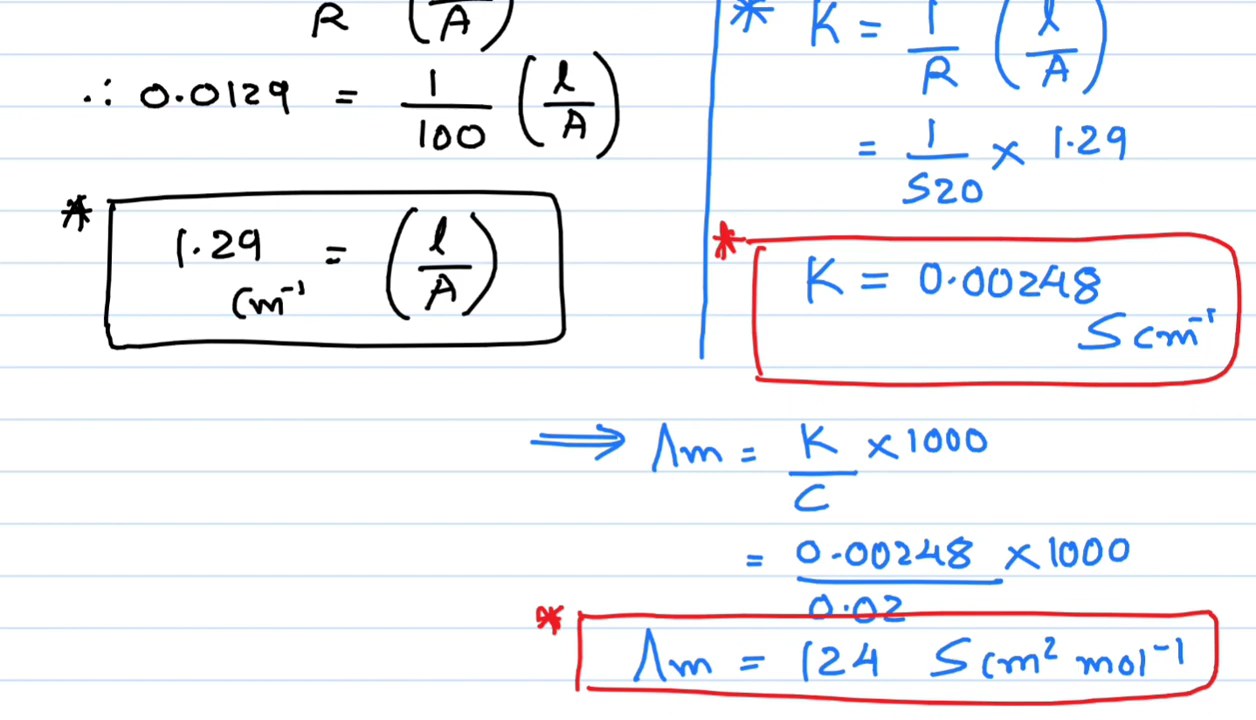 R (l/A)
∴ 0.0129 = 1/100 (l/A)
* 1.29 cm⁻¹ = (l/A)
* K = 1/R (l/A)
= 1/520 × 1.29
* K = 0.00248
S cm⁻¹
⟹ Λm = K/C × 1000
= 0.00248/0.02 × 1000
* Λm = 124 S cm² mol⁻¹